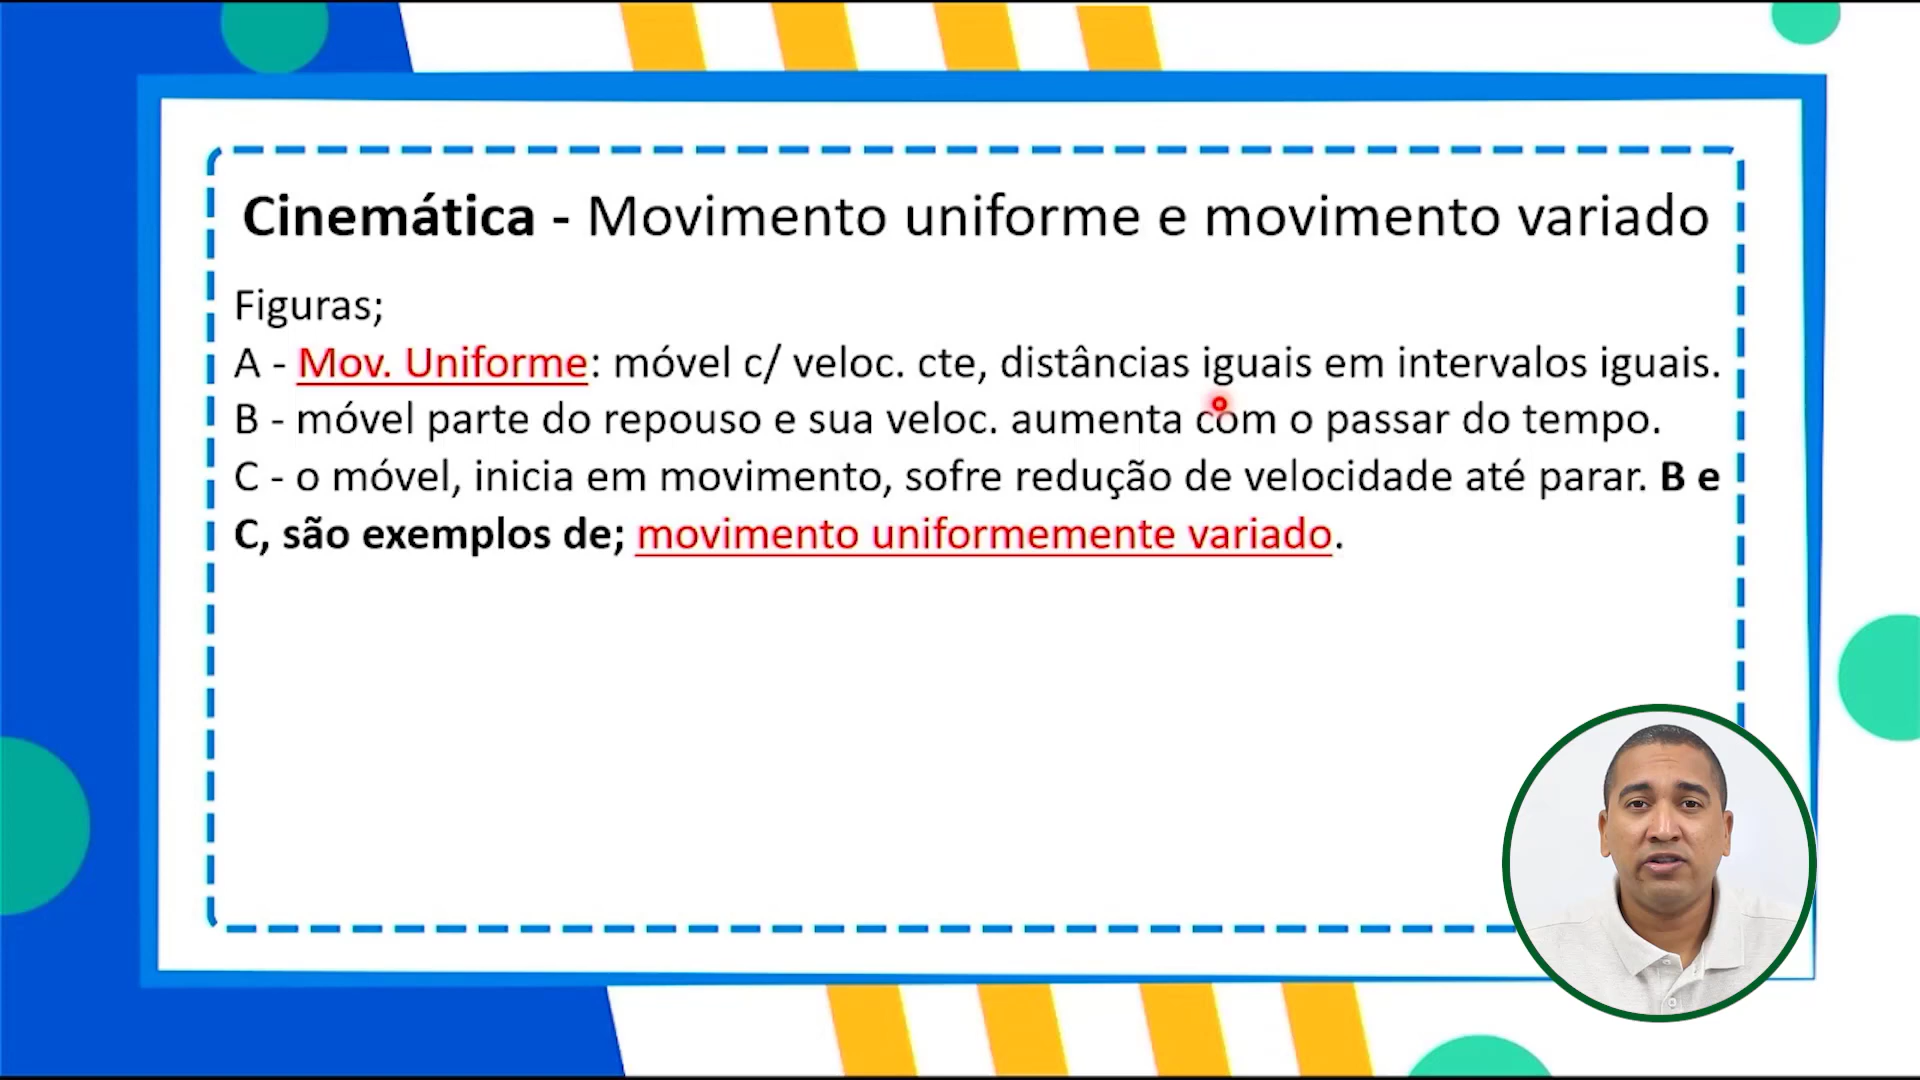 Cinemática - Movimento uniforme e movimento variado
Figuras;
A - Mov. Uniforme: móvel c/ veloc. cte, distâncias iguais em intervalos iguais.
B - móvel parte do repouso e sua veloc. aumenta com o passar do tempo.
C - o móvel, inicia em movimento, sofre redução de velocidade até parar. B e
C, são exemplos de; movimento uniformemente variado.